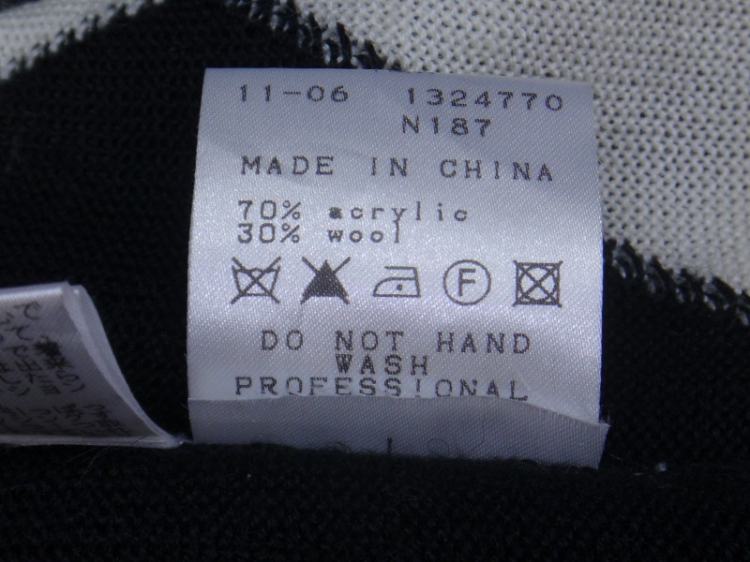 11-06 1324770
N187
MADE IN CHINA
70% acrylic
30% wool
F
DO NOT HAND
WASH
PROFESSIONAL